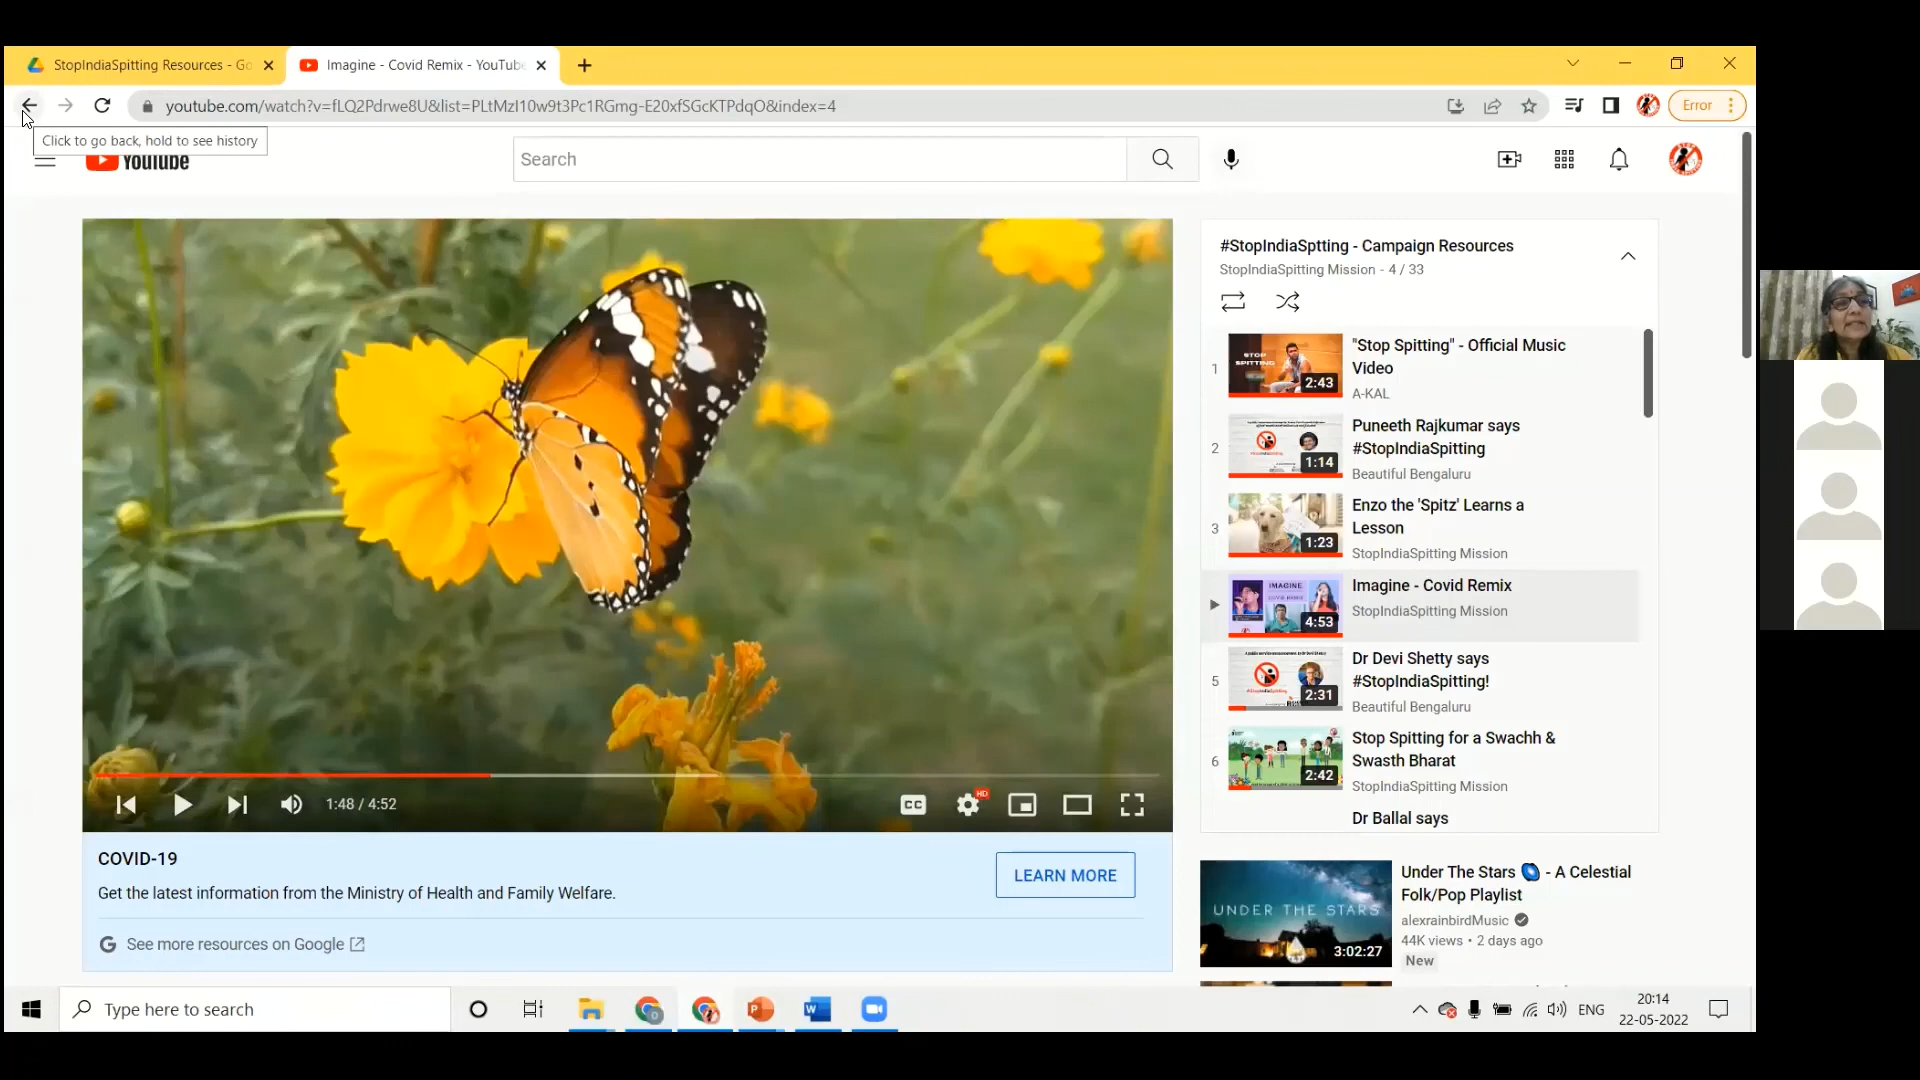 StopIndiaSpitting Resources - Go
Imagine - Covid Remix - YouTube
youtube.com/watch?v=fLQ2Pdrwe8U&list=PLtMzI10w9t3Pc1RGmg-E20xfSGcKTPdqO&index=4
Error
Click to go back, hold to see history
YouTube
Search
#StopIndiaSptting - Campaign Resources
StopIndiaSpitting Mission - 4 / 33
1
STOP
SPITTING
2:43
"Stop Spitting" - Official Music
Video
A-KAL
2
1:14
Puneeth Rajkumar says
#StopIndiaSpitting
Beautiful Bengaluru
3
1:23
Enzo the 'Spitz' Learns a
Lesson
StopIndiaSpitting Mission
IMAGINE
COVID REMIX
4:53
Imagine - Covid Remix
StopIndiaSpitting Mission
5
2:31
Dr Devi Shetty says
#StopIndiaSpitting!
Beautiful Bengaluru
6
2:42
Stop Spitting for a Swachh &
Swasth Bharat
StopIndiaSpitting Mission
Dr Ballal says
1:48 / 4:52
CC
HD
COVID-19
Get the latest information from the Ministry of Health and Family Welfare.
LEARN MORE
See more resources on Google
UNDER THE STARS
3:02:27
Under The Stars - A Celestial
Folk/Pop Playlist
alexrainbirdMusic
44K views • 2 days ago
New
Type here to search
ENG
20:14
22-05-2022